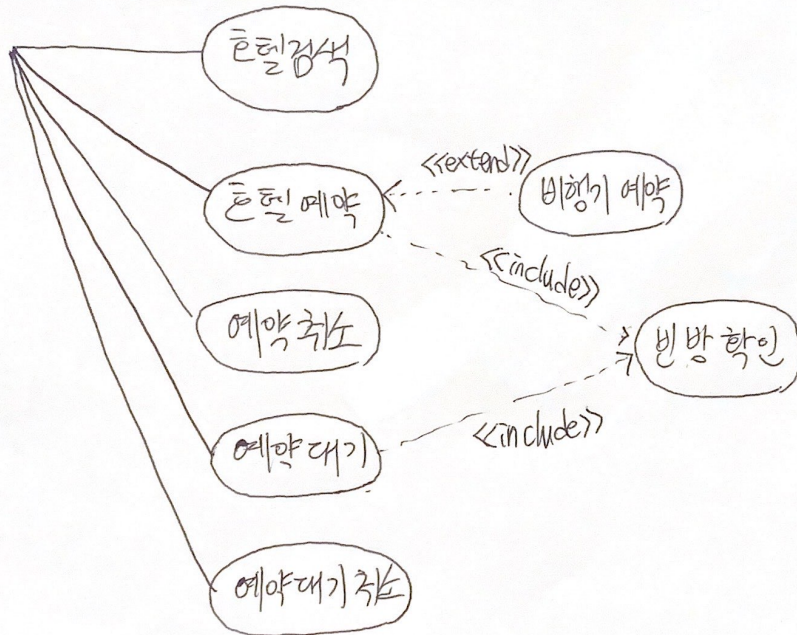 호텔검색
<<extend>>
호텔 예약
비행기 예약
<<include>>
예약취소
빈방 확인
예약대기
<<include>>
예약대기취소